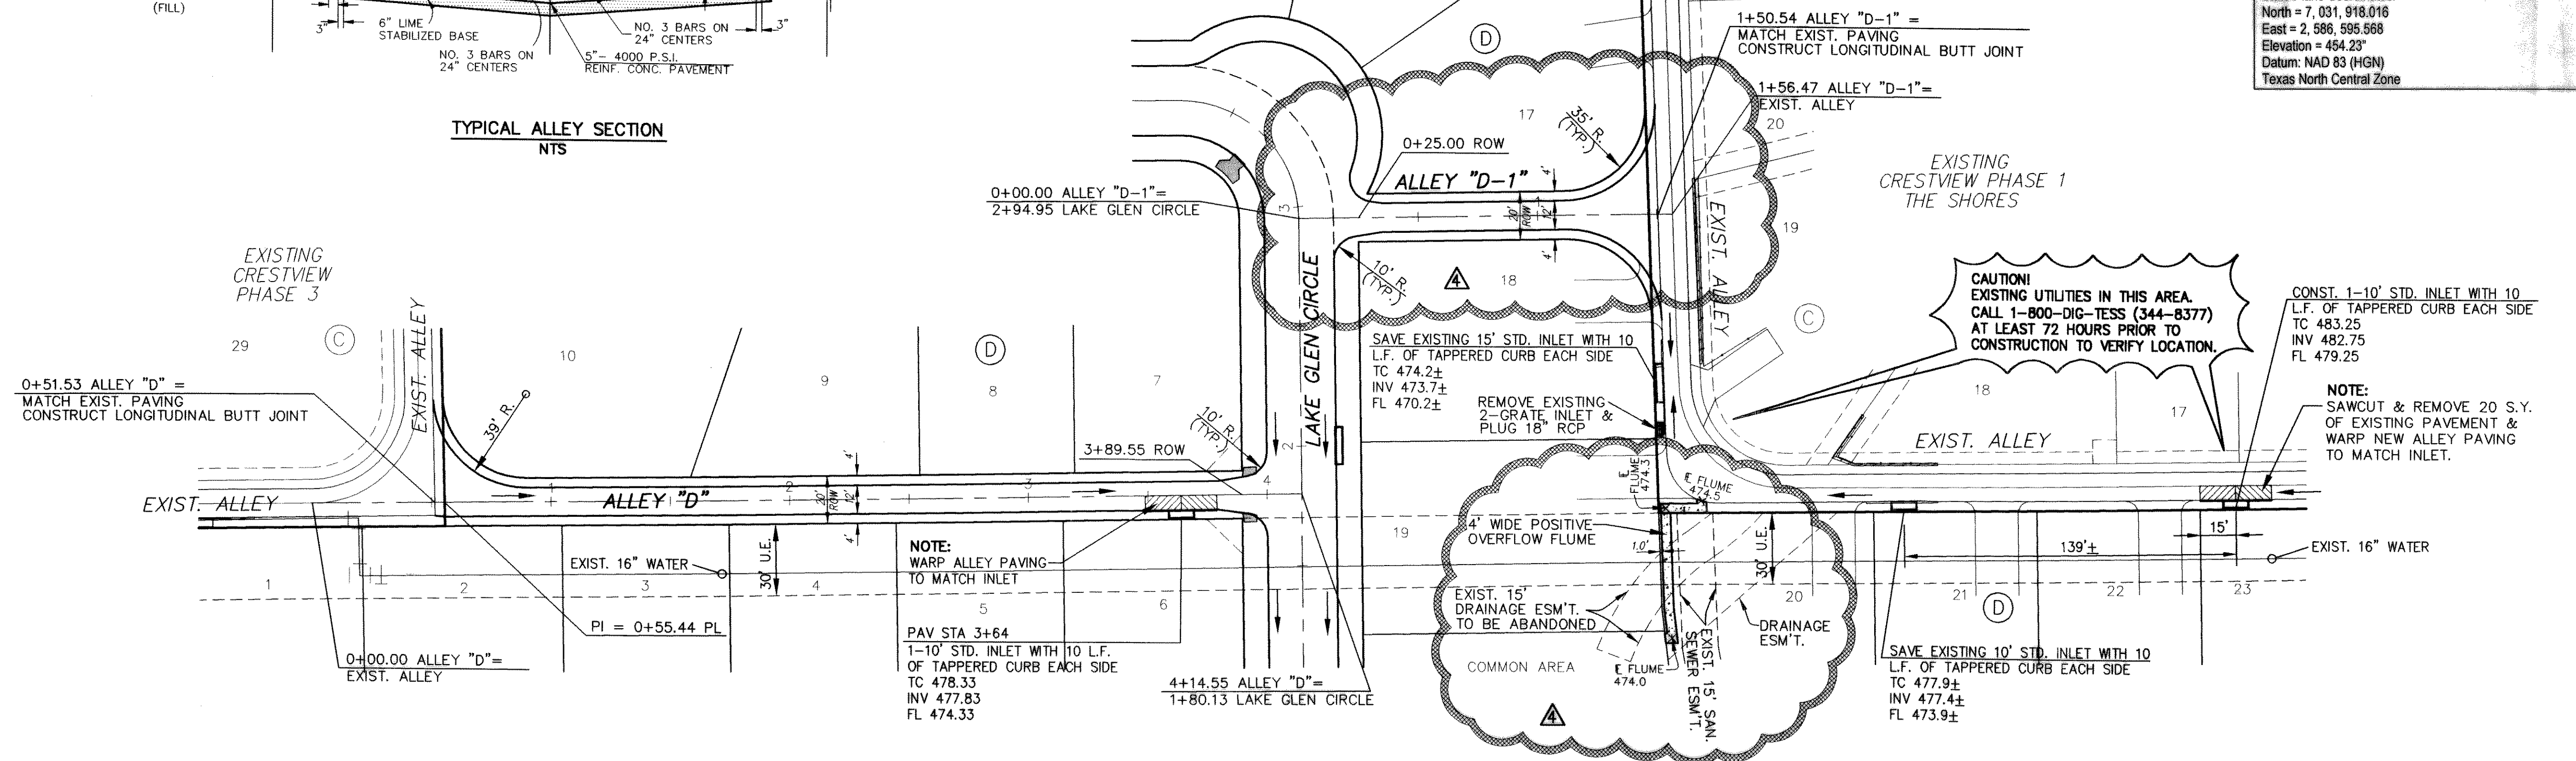 (FILL)
3"
6" LIME
STABILIZED BASE
NO. 3 BARS ON
24" CENTERS
NO. 3 BARS ON
24" CENTERS
5"- 4000 P.S.I.
REINF. CONC. PAVEMENT
3"
TYPICAL ALLEY SECTION
NTS
North = 7, 031, 918.016
East = 2, 586, 595.568
Elevation = 454.23"
Datum: NAD 83 (HGN)
Texas North Central Zone
D
1+50.54 ALLEY "D-1" =
MATCH EXIST. PAVING
CONSTRUCT LONGITUDINAL BUTT JOINT
1+56.47 ALLEY "D-1"=
EXIST. ALLEY
17
35' R.
(TYP.)
20
0+25.00 ROW
ALLEY "D-1"
4'
20'
ROW
12'
4'
0+00.00 ALLEY "D-1"=
2+94.95 LAKE GLEN CIRCLE
3
EXISTING
CRESTVIEW PHASE 1
THE SHORES
EXIST. ALLEY
19
10' R.
(TYP.)
4
18
LAKE GLEN CIRCLE
C
EXISTING
CRESTVIEW
PHASE 3
C
29
EXIST. ALLEY
10
9
D
8
7
0+51.53 ALLEY "D" =
MATCH EXIST. PAVING
CONSTRUCT LONGITUDINAL BUTT JOINT
39' R.
10' R.
(TYP.)
2
3+89.55 ROW
SAVE EXISTING 15' STD. INLET WITH 10
L.F. OF TAPPERED CURB EACH SIDE
TC 474.2±
INV 473.7±
FL 470.2±
REMOVE EXISTING
2-GRATE INLET &
PLUG 18" RCP
CAUTION!
EXISTING UTILITIES IN THIS AREA.
CALL 1-800-DIG-TESS (344-8377)
AT LEAST 72 HOURS PRIOR TO
CONSTRUCTION TO VERIFY LOCATION.
CONST. 1-10' STD. INLET WITH 10
L.F. OF TAPPERED CURB EACH SIDE
TC 483.25
INV 482.75
FL 479.25
NOTE:
SAWCUT & REMOVE 20 S.Y.
OF EXISTING PAVEMENT &
WARP NEW ALLEY PAVING
TO MATCH INLET.
18
17
EXIST. ALLEY
EXIST. ALLEY
ALLEY "D"
1
2
3
4
4'
20'
ROW
12'
4'
℄ FLUME
474.3
℄ FLUME
474.5
4' WIDE POSITIVE
OVERFLOW FLUME
1.0'
19
30' U.E.
139'±
15'
EXIST. 16" WATER
EXIST. 16" WATER
30' U.E.
NOTE:
WARP ALLEY PAVING
TO MATCH INLET
1
2
3
4
5
6
EXIST. 15'
DRAINAGE ESM'T.
TO BE ABANDONED
DRAINAGE
ESM'T.
20
21
22
23
D
PI = 0+55.44 PL
0+00.00 ALLEY "D"=
EXIST. ALLEY
PAV STA 3+64
1-10' STD. INLET WITH 10 L.F.
OF TAPPERED CURB EACH SIDE
TC 478.33
INV 477.83
FL 474.33
4+14.55 ALLEY "D"=
1+80.13 LAKE GLEN CIRCLE
COMMON AREA
℄ FLUME
474.0
EXIST. 15' SAN.
SEWER ESM'T.
4
SAVE EXISTING 10' STD. INLET WITH 10
L.F. OF TAPPERED CURB EACH SIDE
TC 477.9±
INV 477.4±
FL 473.9±